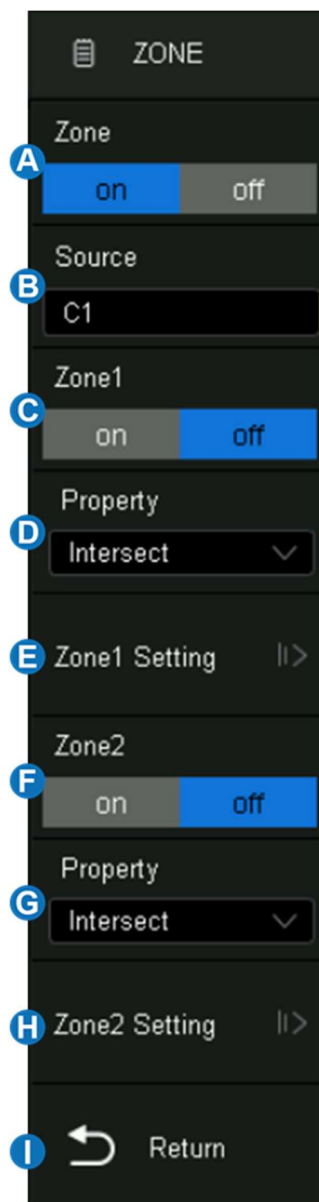 ZONE
Zone
A
on off
Source
B
C1
Zone1
C
on off
Property
D
Intersect
E Zone1 Setting
Zone2
F
on off
Property
G
Intersect
H Zone2 Setting
I Return